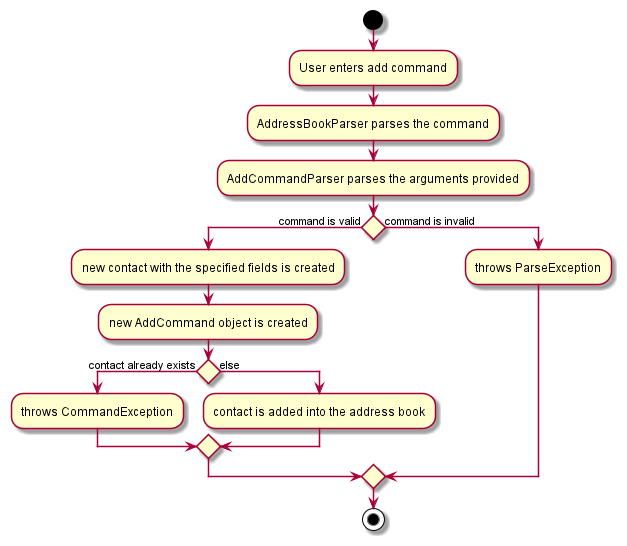 User enters add command
AddressBookParser parses the command
AddCommandParser parses the arguments provided
command is valid
command is invalid
new contact with the specified fields is created
throws ParseException
new AddCommand object is created
contact already exists
else
throws CommandException
contact is added into the address book